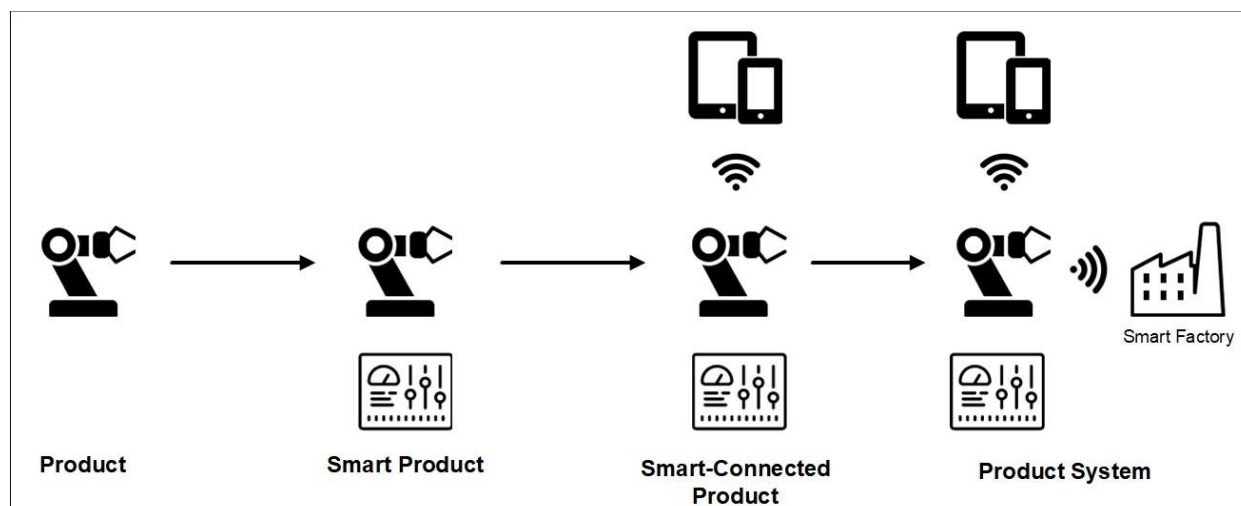 Smart Factory
Product
Smart Product
Smart-Connected
Product
Product System